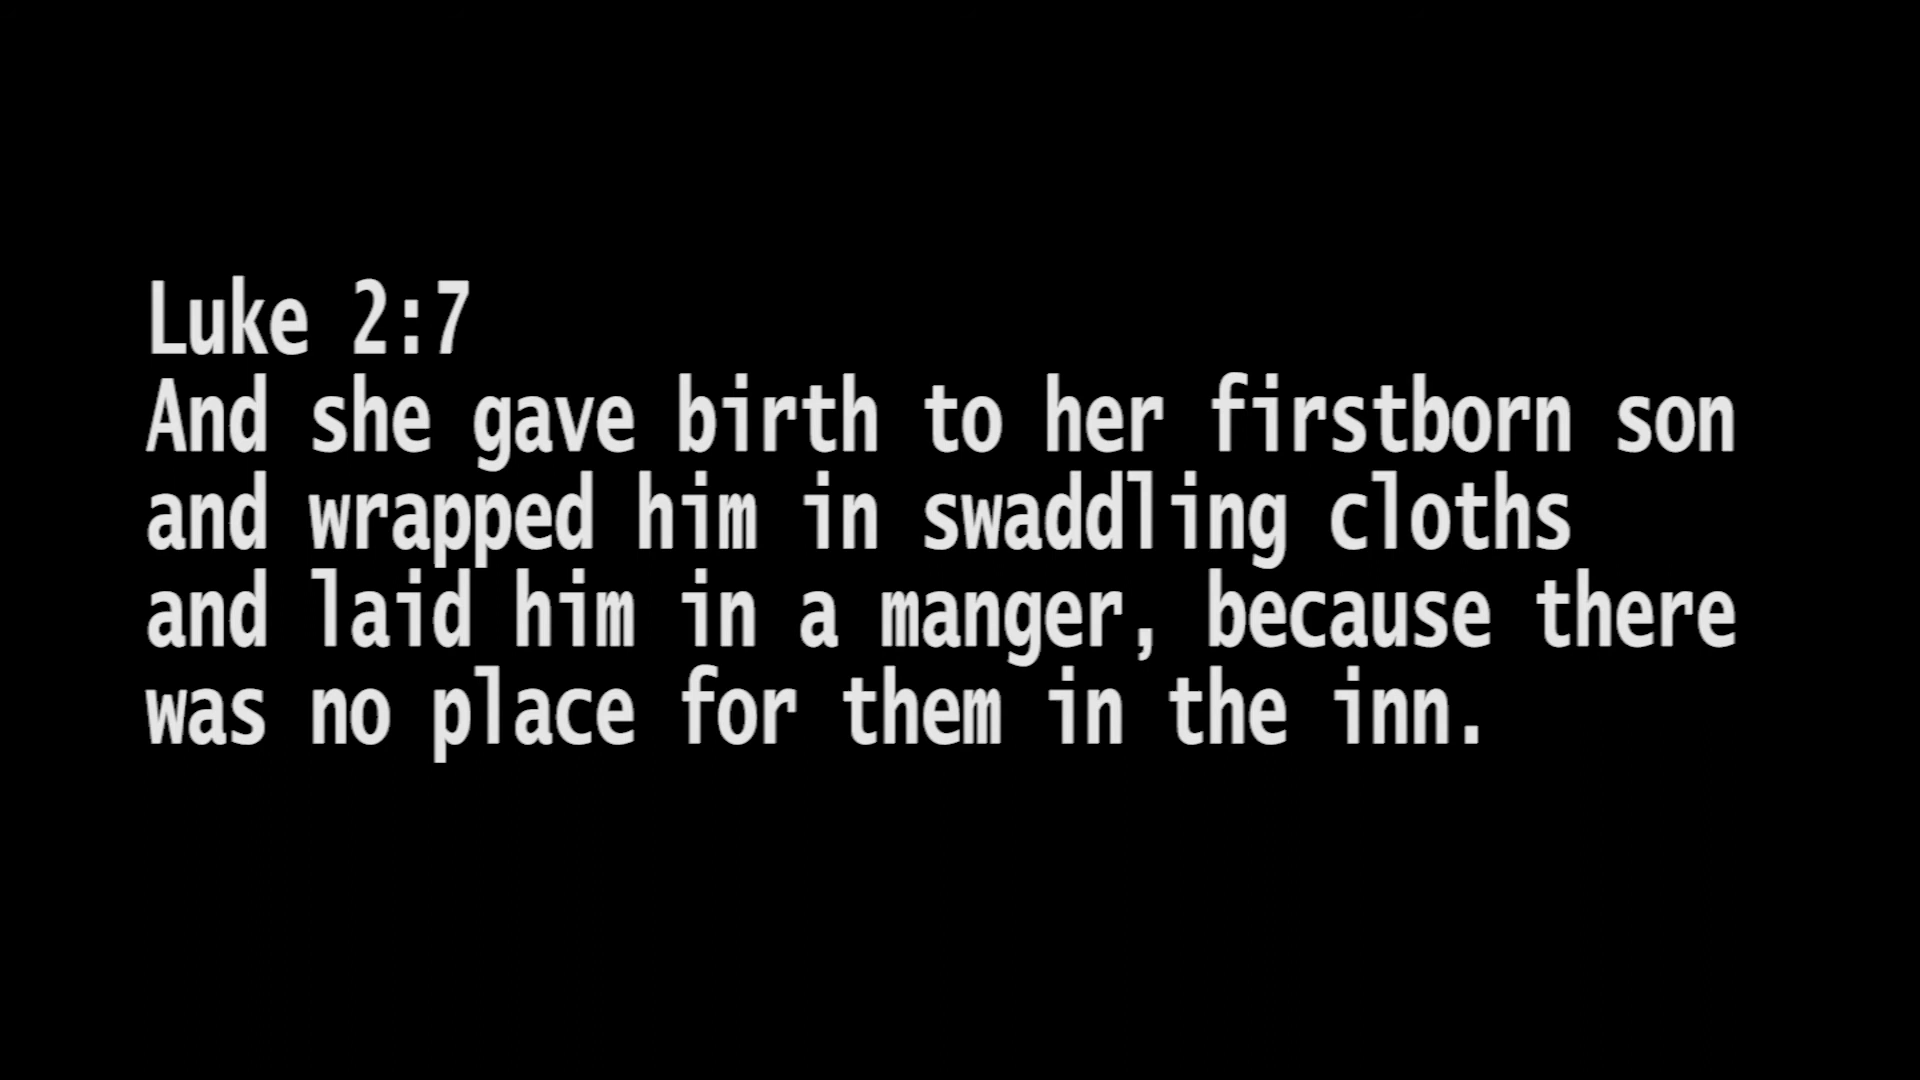 Luke 2:7
And she gave birth to her firstborn son
and wrapped him in swaddling cloths
and laid him in a manger, because there
was no place for them in the inn.